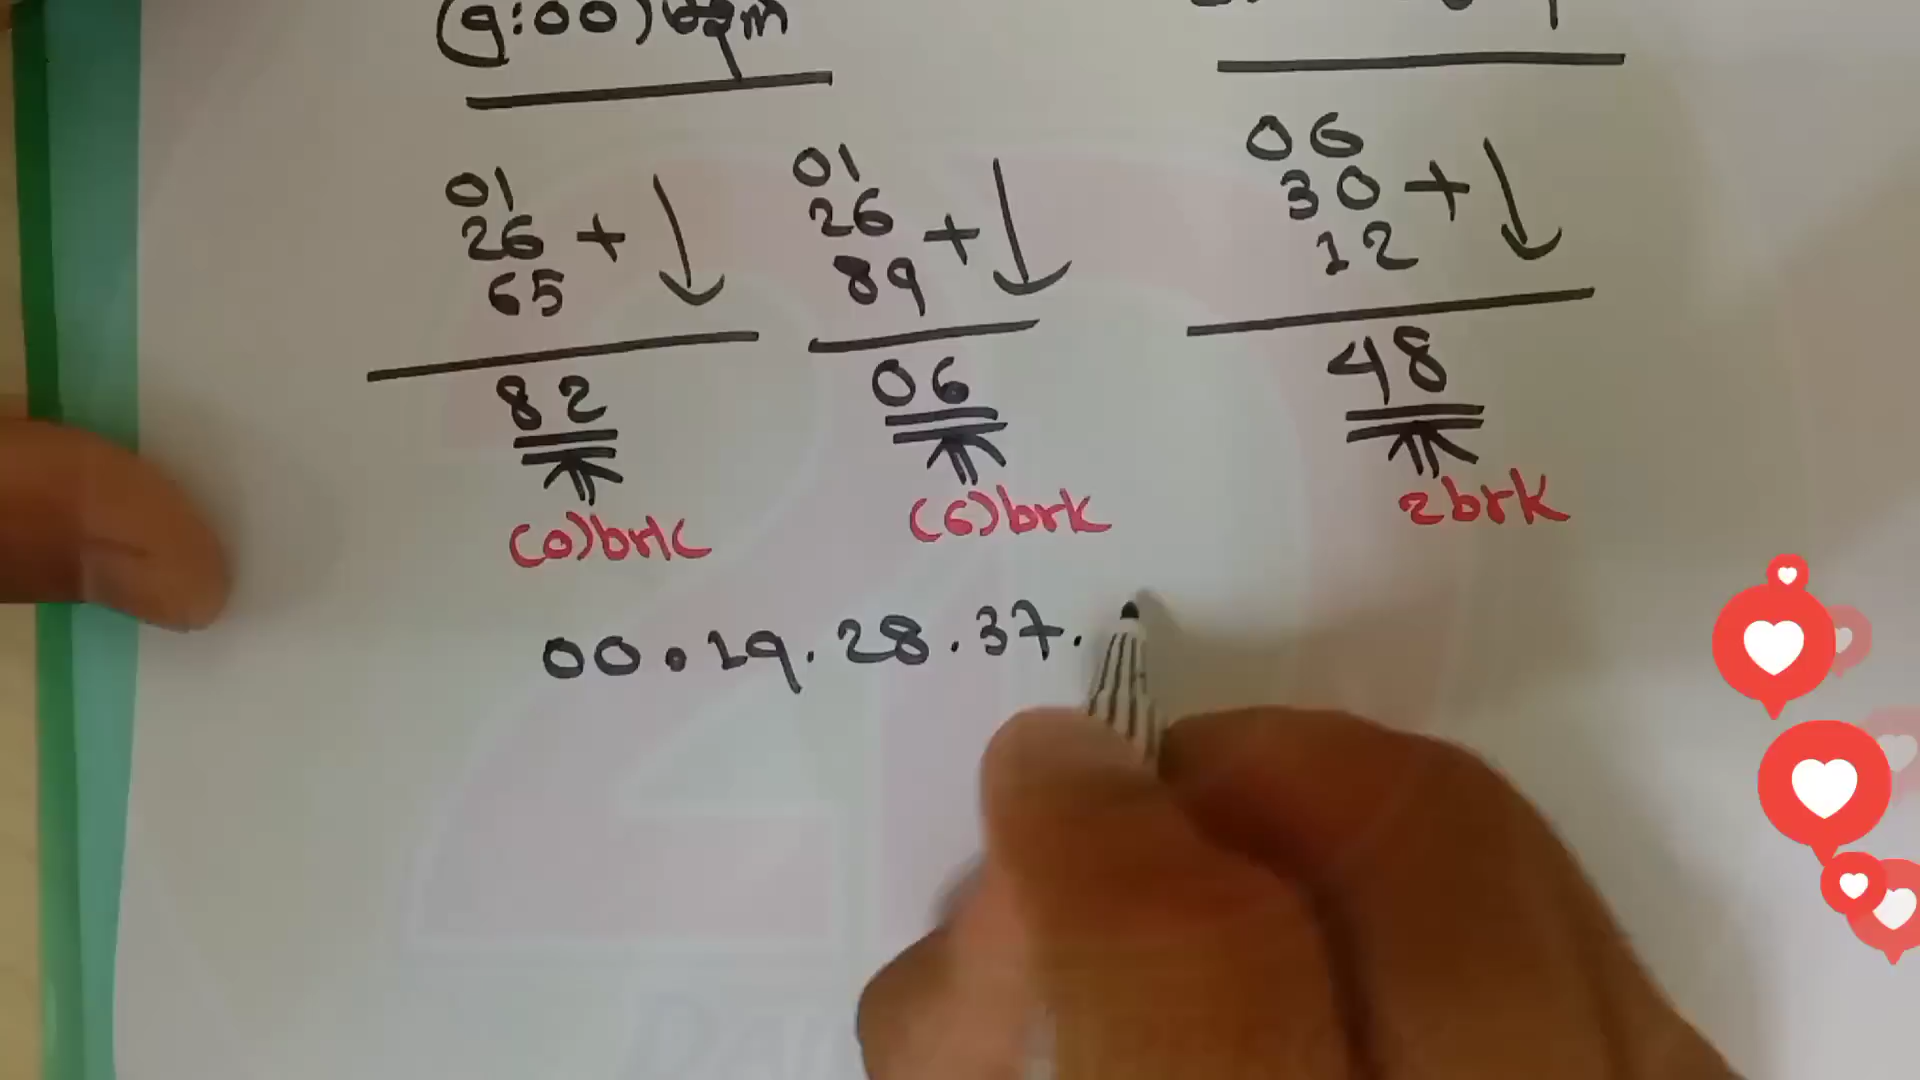 (9:00)
01 01 06
26 + 26 + 30 +
65 89 12
82 06 48
(0)brk (6)brk 2brk
00.19.28.37.